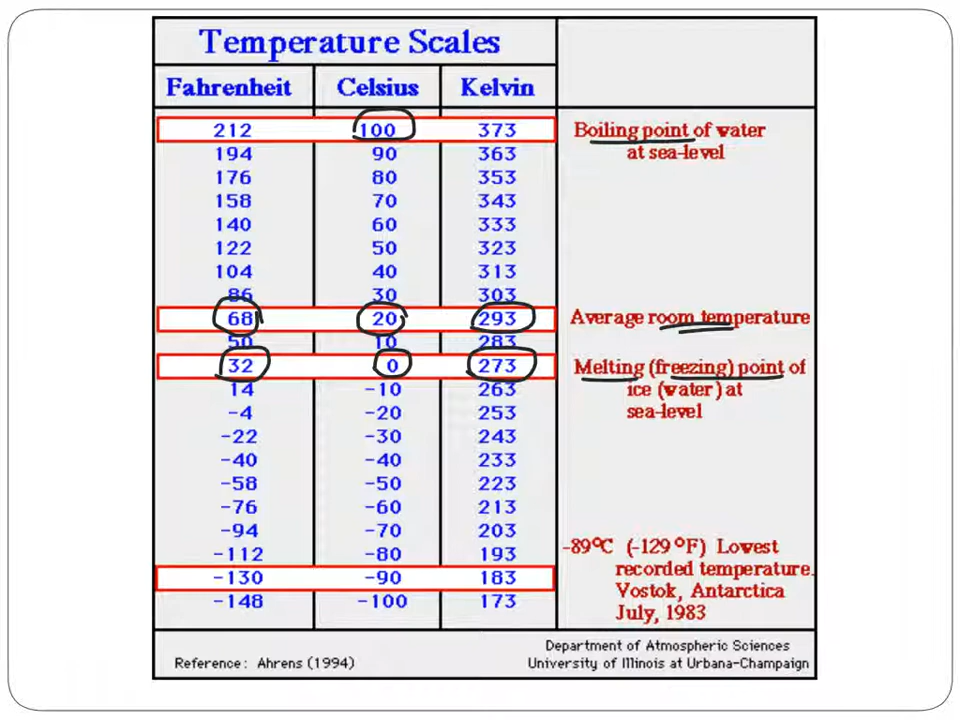 Temperature Scales
Fahrenheit Celsius Kelvin
212 100 373 Boiling point of water
at sea-level
194 90 363
176 80 353
158 70 343
140 60 333
122 50 323
104 40 313
86 30 303
68 20 293 Average room temperature
50 10 283
32 0 273 Melting (freezing) point of
ice (water) at
sea-level
14 -10 263
-4 -20 253
-22 -30 243
-40 -40 233
-58 -50 223
-76 -60 213
-94 -70 203
-112 -80 193
-130 -90 183
-148 -100 173
-89°C (-129°F) Lowest
recorded temperature.
Vostok, Antarctica
July, 1983
Reference: Ahrens (1994)
Department of Atmospheric Sciences
University of Illinois at Urbana-Champaign